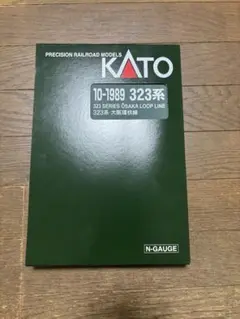 PRECISION RAILROAD MODELS
KATO
10-1989 323系
323 SERIES OSAKA LOOP LINE
323系 大阪環状線
N-GAUGE